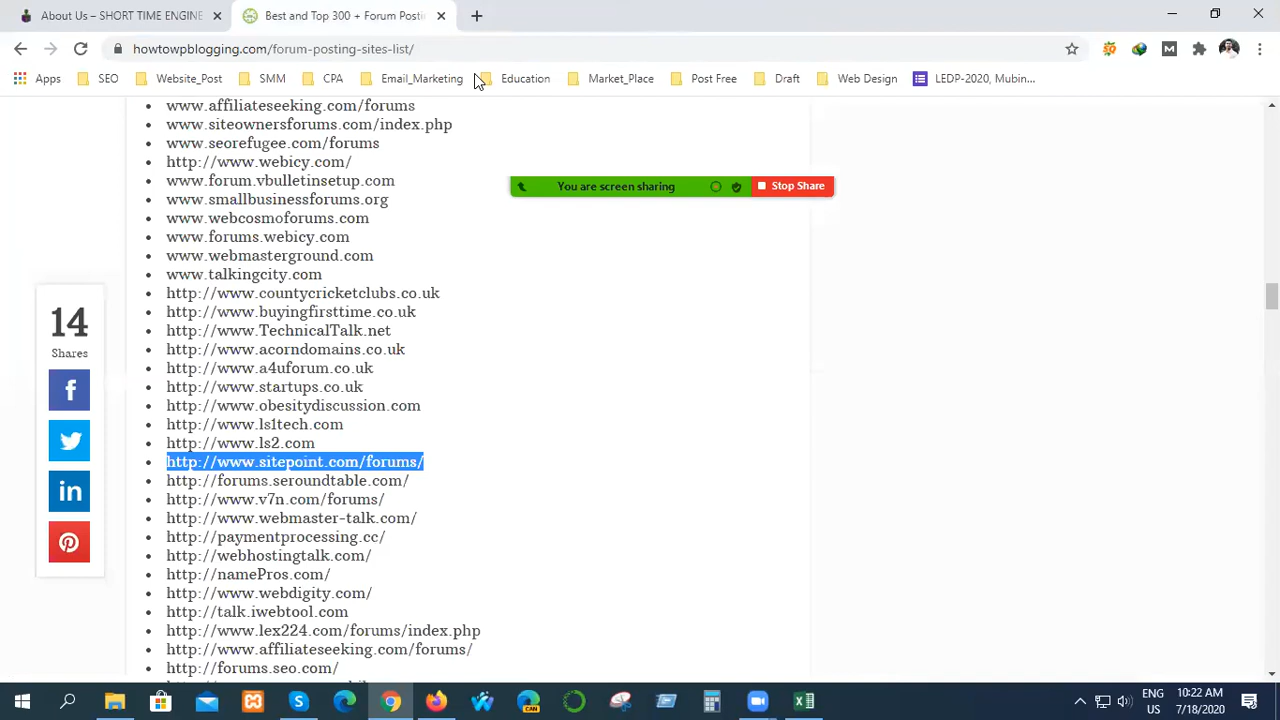 About Us – SHORT TIME ENGINE
Best and Top 300 + Forum Posti
howtowpblogging.com/forum-posting-sites-list/
Apps
SEO
Website_Post
SMM
CPA
Email_Marketing
Education
Market_Place
Post Free
Draft
Web Design
LEDP-2020, Mubin...
www.affiliateseeking.com/forums
www.siteownersforums.com/index.php
www.seorefugee.com/forums
http://www.webicy.com/
www.forum.vbulletinsetup.com
You are screen sharing
Stop Share
www.smallbusinessforums.org
www.webcosmoforums.com
www.forums.webicy.com
www.webmasterground.com
www.talkingcity.com
http://www.countycricketclubs.co.uk
http://www.buyingfirsttime.co.uk
http://www.TechnicalTalk.net
http://www.acorndomains.co.uk
http://www.a4uforum.co.uk
http://www.startups.co.uk
http://www.obesitydiscussion.com
http://www.ls1tech.com
http://www.ls2.com
http://www.sitepoint.com/forums/
http://forums.seroundtable.com/
http://www.v7n.com/forums/
http://www.webmaster-talk.com/
http://paymentprocessing.cc/
http://webhostingtalk.com/
http://namePros.com/
http://www.webdigity.com/
http://talk.iwebtool.com
http://www.lex224.com/forums/index.php
http://www.affiliateseeking.com/forums/
http://forums.seo.com/
14
Shares
CAN
ENG
US
10:22 AM
7/18/2020